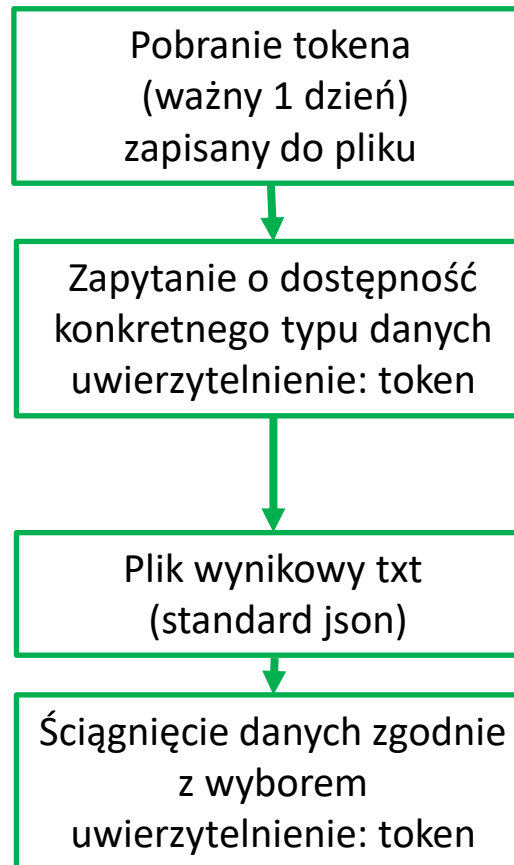 Pobranie tokena
(ważny 1 dzień)
zapisany do pliku
Zapytanie o dostępność
konkretnego typu danych
uwierzytelnienie: token
Plik wynikowy txt
(standard json)
Ściągnięcie danych zgodnie
z wyborem
uwierzytelnienie: token